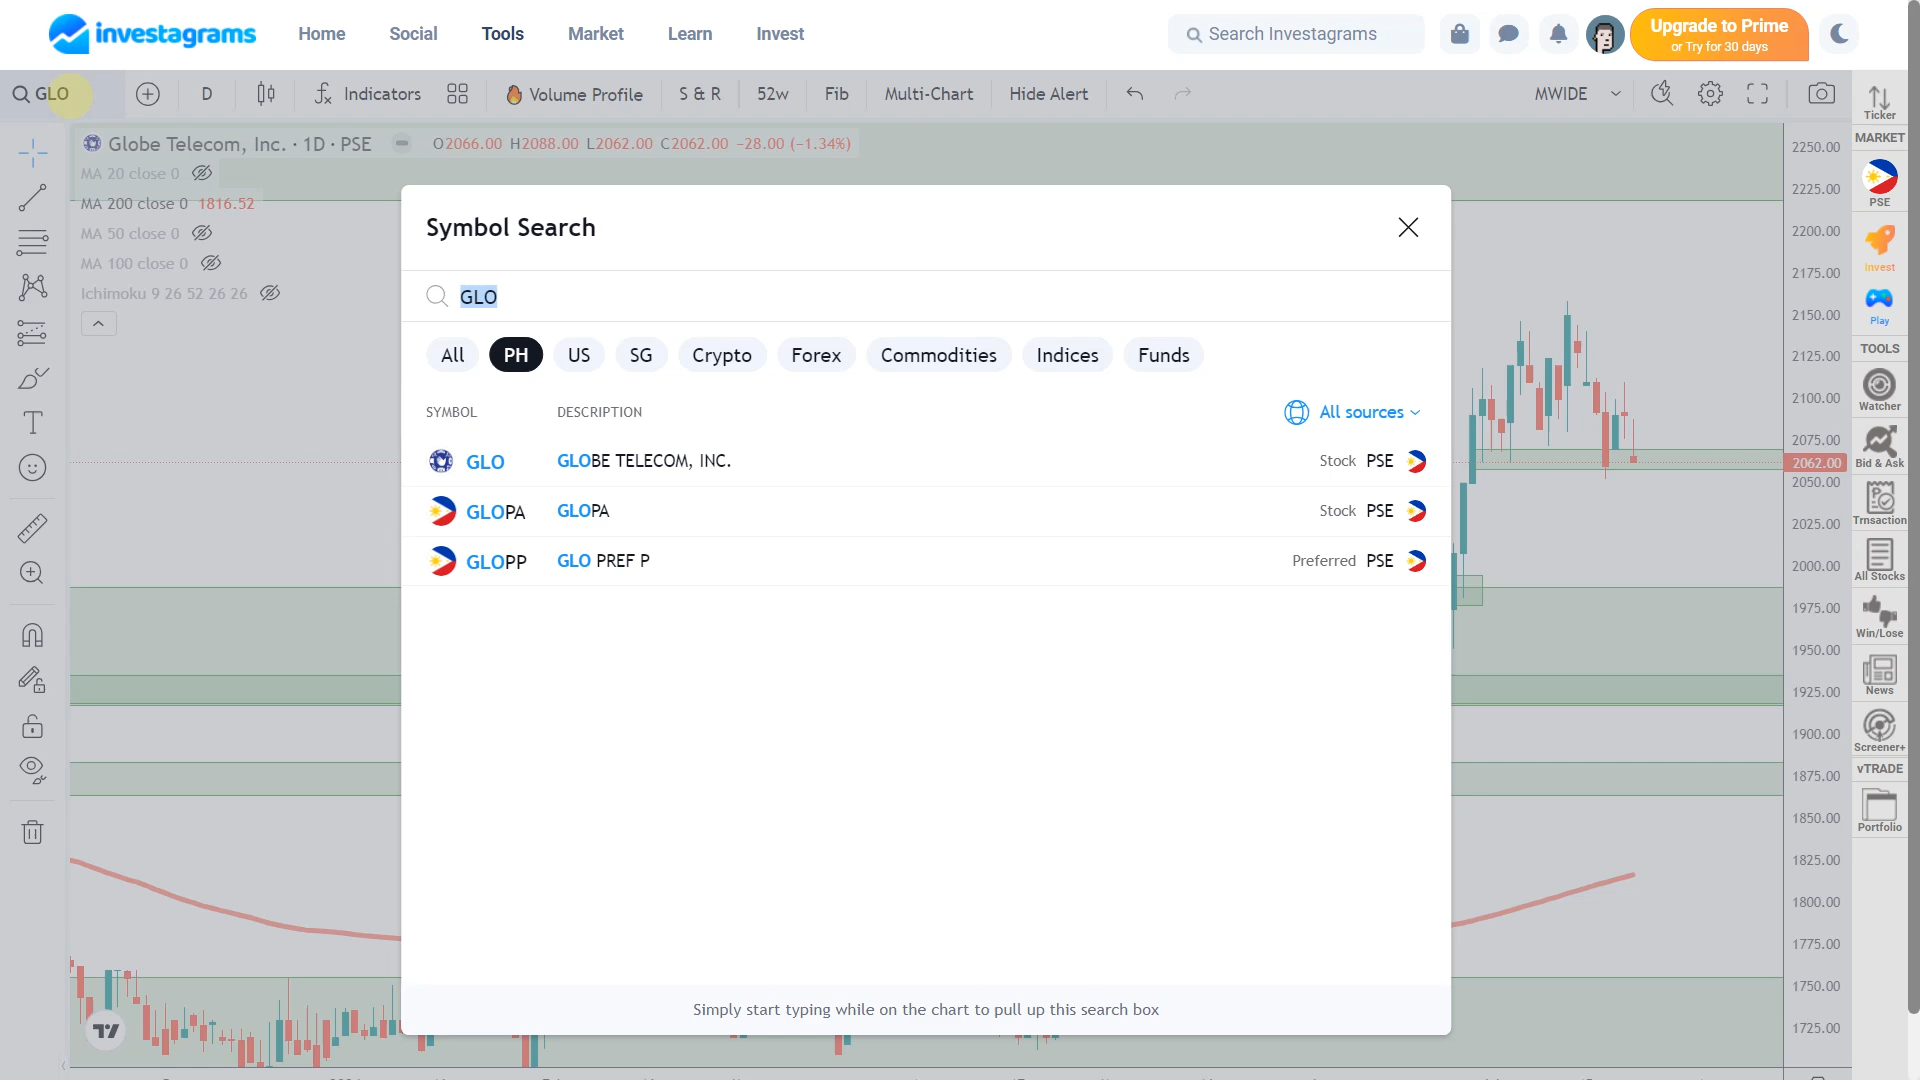 investagrams Home Social Tools Market Learn Invest Search Investagrams Upgrade to Prime
or Try for 30 days
GLO D Indicators Volume Profile S & R 52w Fib Multi-Chart Hide Alert MWIDE
Ticker
MARKET
PSE
Invest
Play
TOOLS
Watcher
Bid & Ask
Trnsaction
All Stocks
Win/Lose
News
Screener+
vTRADE
Portfolio
Globe Telecom, Inc. · 1D · PSE O2066.00 H2088.00 L2062.00 C2062.00 −28.00 (−1.34%)
MA 20 close 0
MA 200 close 0 1816.52
MA 50 close 0
MA 100 close 0
Ichimoku 9 26 52 26 26
Symbol Search
GLO
All PH US SG Crypto Forex Commodities Indices Funds
SYMBOL DESCRIPTION All sources
GLO GLOBE TELECOM, INC. Stock PSE
GLOPA GLOPA Stock PSE
GLOPP GLO PREF P Preferred PSE
Simply start typing while on the chart to pull up this search box
2250.00
2225.00
2200.00
2175.00
2150.00
2125.00
2100.00
2075.00
2062.00
2050.00
2025.00
2000.00
1975.00
1950.00
1925.00
1900.00
1875.00
1850.00
1825.00
1800.00
1775.00
1750.00
1725.00